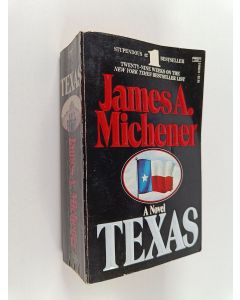 STUPENDOUS #1 BESTSELLER
TWENTY-NINE WEEKS ON THE
NEW YORK TIMES BESTSELLER LIST
James A.
Michener
A Novel
TEXAS
TEXAS
James A. Michener